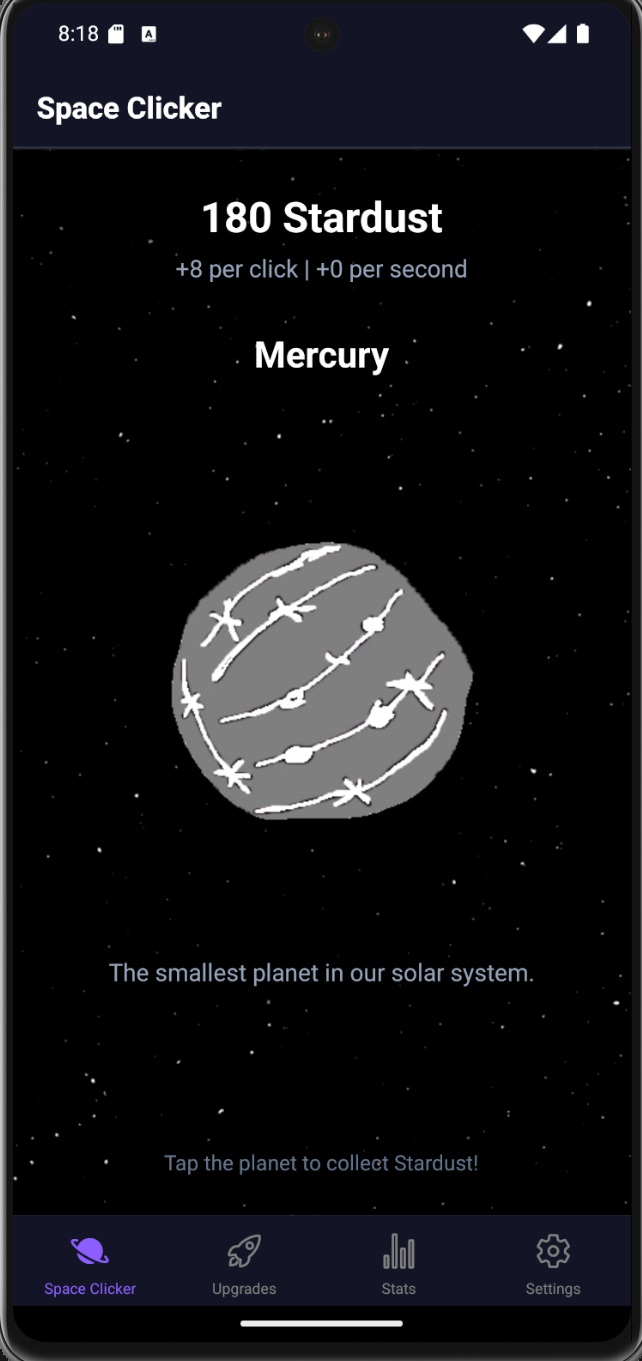 8:18
Space Clicker
180 Stardust
+8 per click | +0 per second
Mercury
The smallest planet in our solar system.
Tap the planet to collect Stardust!
Space Clicker
Upgrades
Stats
Settings